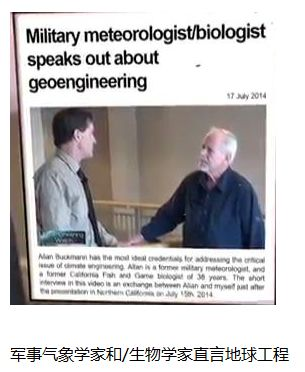 Military meteorologist/biologist
speaks out about
geoengineering
17 July 2014
Allan Buckmann has the most ideal credentials for addressing the critical
issue of climate engineering. Allan is a former military meteorologist, and
a former California Fish and Game biologist of 38 years. The short
interview in this video is an exchange between Allan and myself just after
the presentation in Northern California on July 15th, 2014
军事气象学家和/生物学家直言地球工程